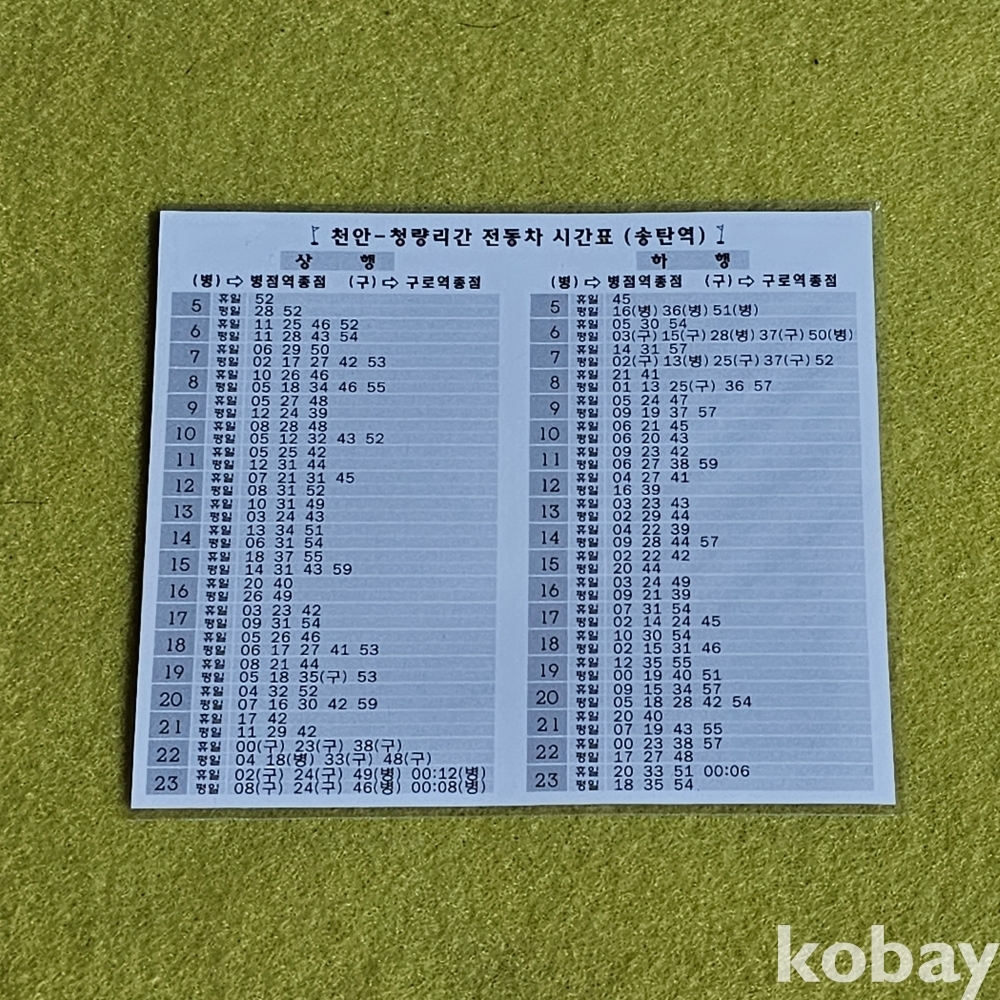 천안-청량리간 전동차 시간표 (송탄역)
상 행
(병)⇨병점역종점 (구)⇨구로역종점
5 휴일 52
평일 28 52
6 휴일 11 25 46 52
평일 11 28 43 54
7 휴일 06 29 50
평일 02 17 27 42 53
8 휴일 10 26 46
평일 05 18 34 46 55
9 휴일 05 27 48
평일 12 24 39
10 휴일 08 28 48
평일 05 12 32 43 52
11 휴일 05 25 42
평일 12 31 44
12 휴일 07 21 31 45
평일 08 31 52
13 휴일 10 31 49
평일 03 24 43
14 휴일 13 34 51
평일 06 31 54
15 휴일 18 37 55
평일 14 31 43 59
16 휴일 20 40
평일 26 49
17 휴일 03 23 42
평일 09 31 54
18 휴일 05 26 46
평일 06 17 27 41 53
19 휴일 08 21 44
평일 05 18 35(구) 53
20 휴일 04 32 52
평일 07 16 30 42 59
21 휴일 17 42
평일 11 29 42
22 휴일 00(구) 23(구) 38(구)
평일 04 18(병) 33(구) 48(구)
23 휴일 02(구) 24(구) 49(병) 00:12(병)
평일 08(구) 24(구) 46(병) 00:08(병)
하 행
(병)⇨병점역종점 (구)⇨구로역종점
5 휴일 45
평일 16(병) 36(병) 51(병)
6 휴일 05 30 54
평일 03(구) 15(구) 28(병) 37(구) 50(병)
7 휴일 14 31 57
평일 02(구) 13(병) 25(구) 37(구) 52
8 휴일 21 41
평일 01 13 25(구) 36 57
9 휴일 05 24 47
평일 09 19 37 57
10 휴일 06 21 45
평일 06 20 43
11 휴일 09 23 42
평일 06 27 38 59
12 휴일 04 27 41
평일 16 39
13 휴일 03 23 43
평일 02 29 44
14 휴일 04 22 39
평일 09 28 44 57
15 휴일 02 22 42
평일 20 44
16 휴일 03 24 49
평일 09 21 39
17 휴일 07 31 54
평일 02 14 24 45
18 휴일 10 30 54
평일 02 15 31 46
19 휴일 12 35 55
평일 00 19 40 51
20 휴일 09 15 34 57
평일 05 18 28 42 54
21 휴일 20 40
평일 07 19 43 55
22 휴일 00 23 38 57
평일 17 27 48
23 휴일 20 33 51 00:06
평일 18 35 54
kobay